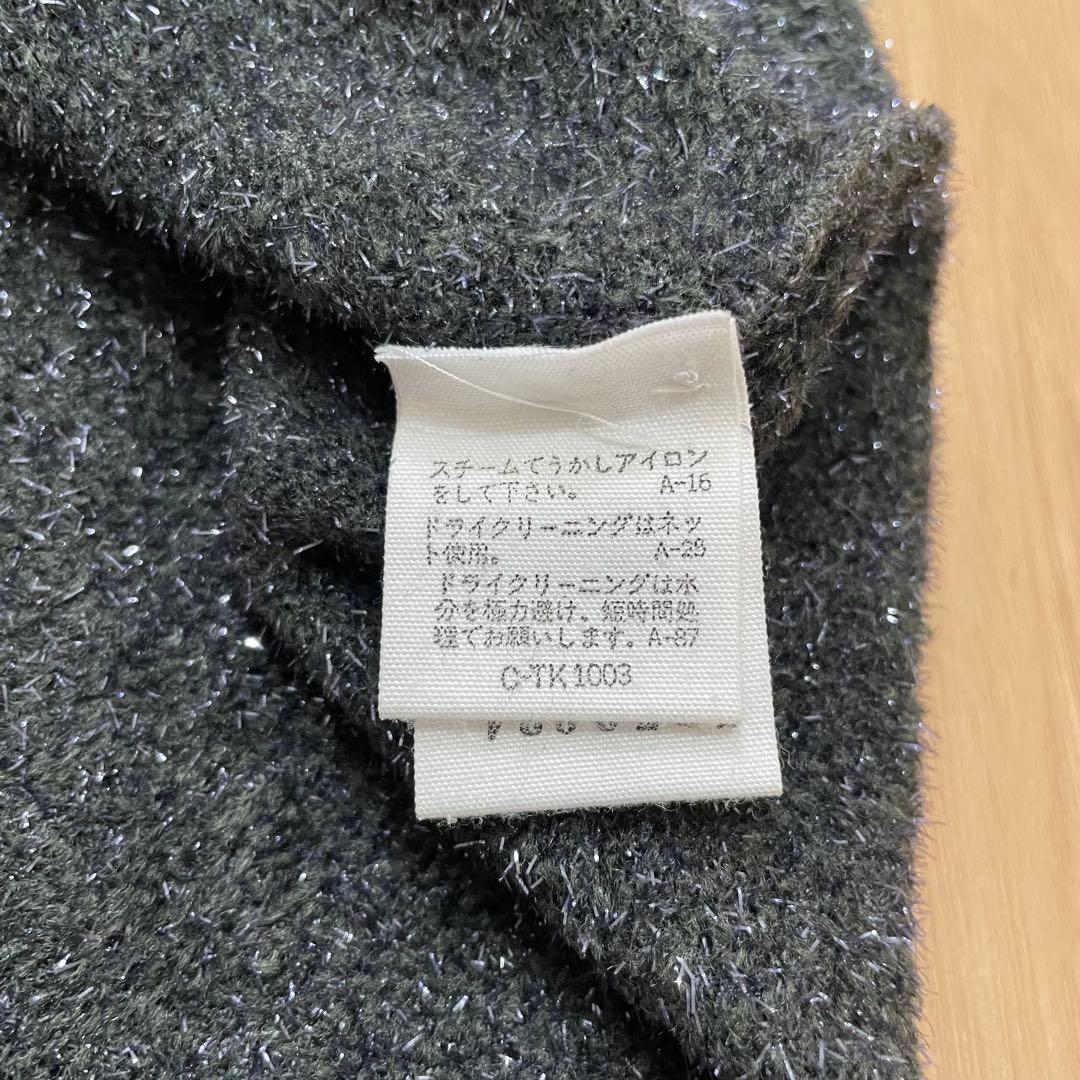 スチームでうかしアイロン
をして下さい。 A-16
ドライクリーニングはネッ
ト使用。 A-28
ドライクリーニングは水
分を極力避け、短時間処
理でお願いします。A-87
C-TK1003